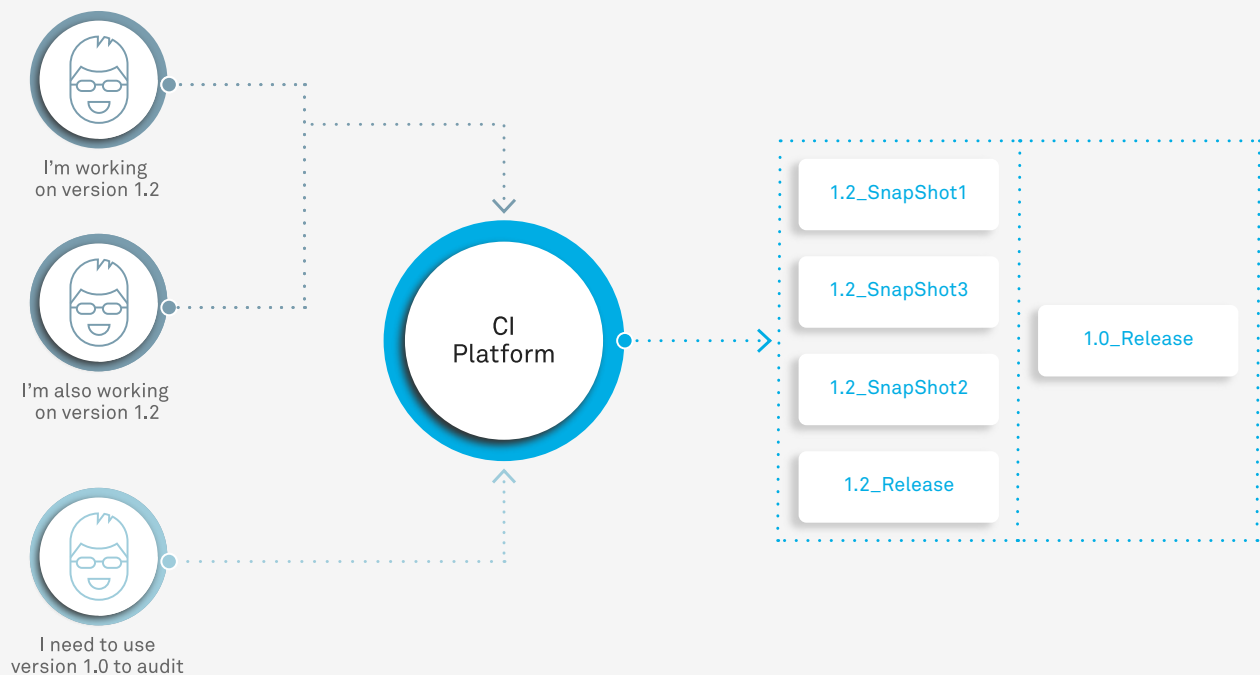 I'm working
on version 1.2
I'm also working
on version 1.2
I need to use
version 1.0 to audit
CI
Platform
1.2_SnapShot1
1.2_SnapShot3
1.2_SnapShot2
1.2_Release
1.0_Release